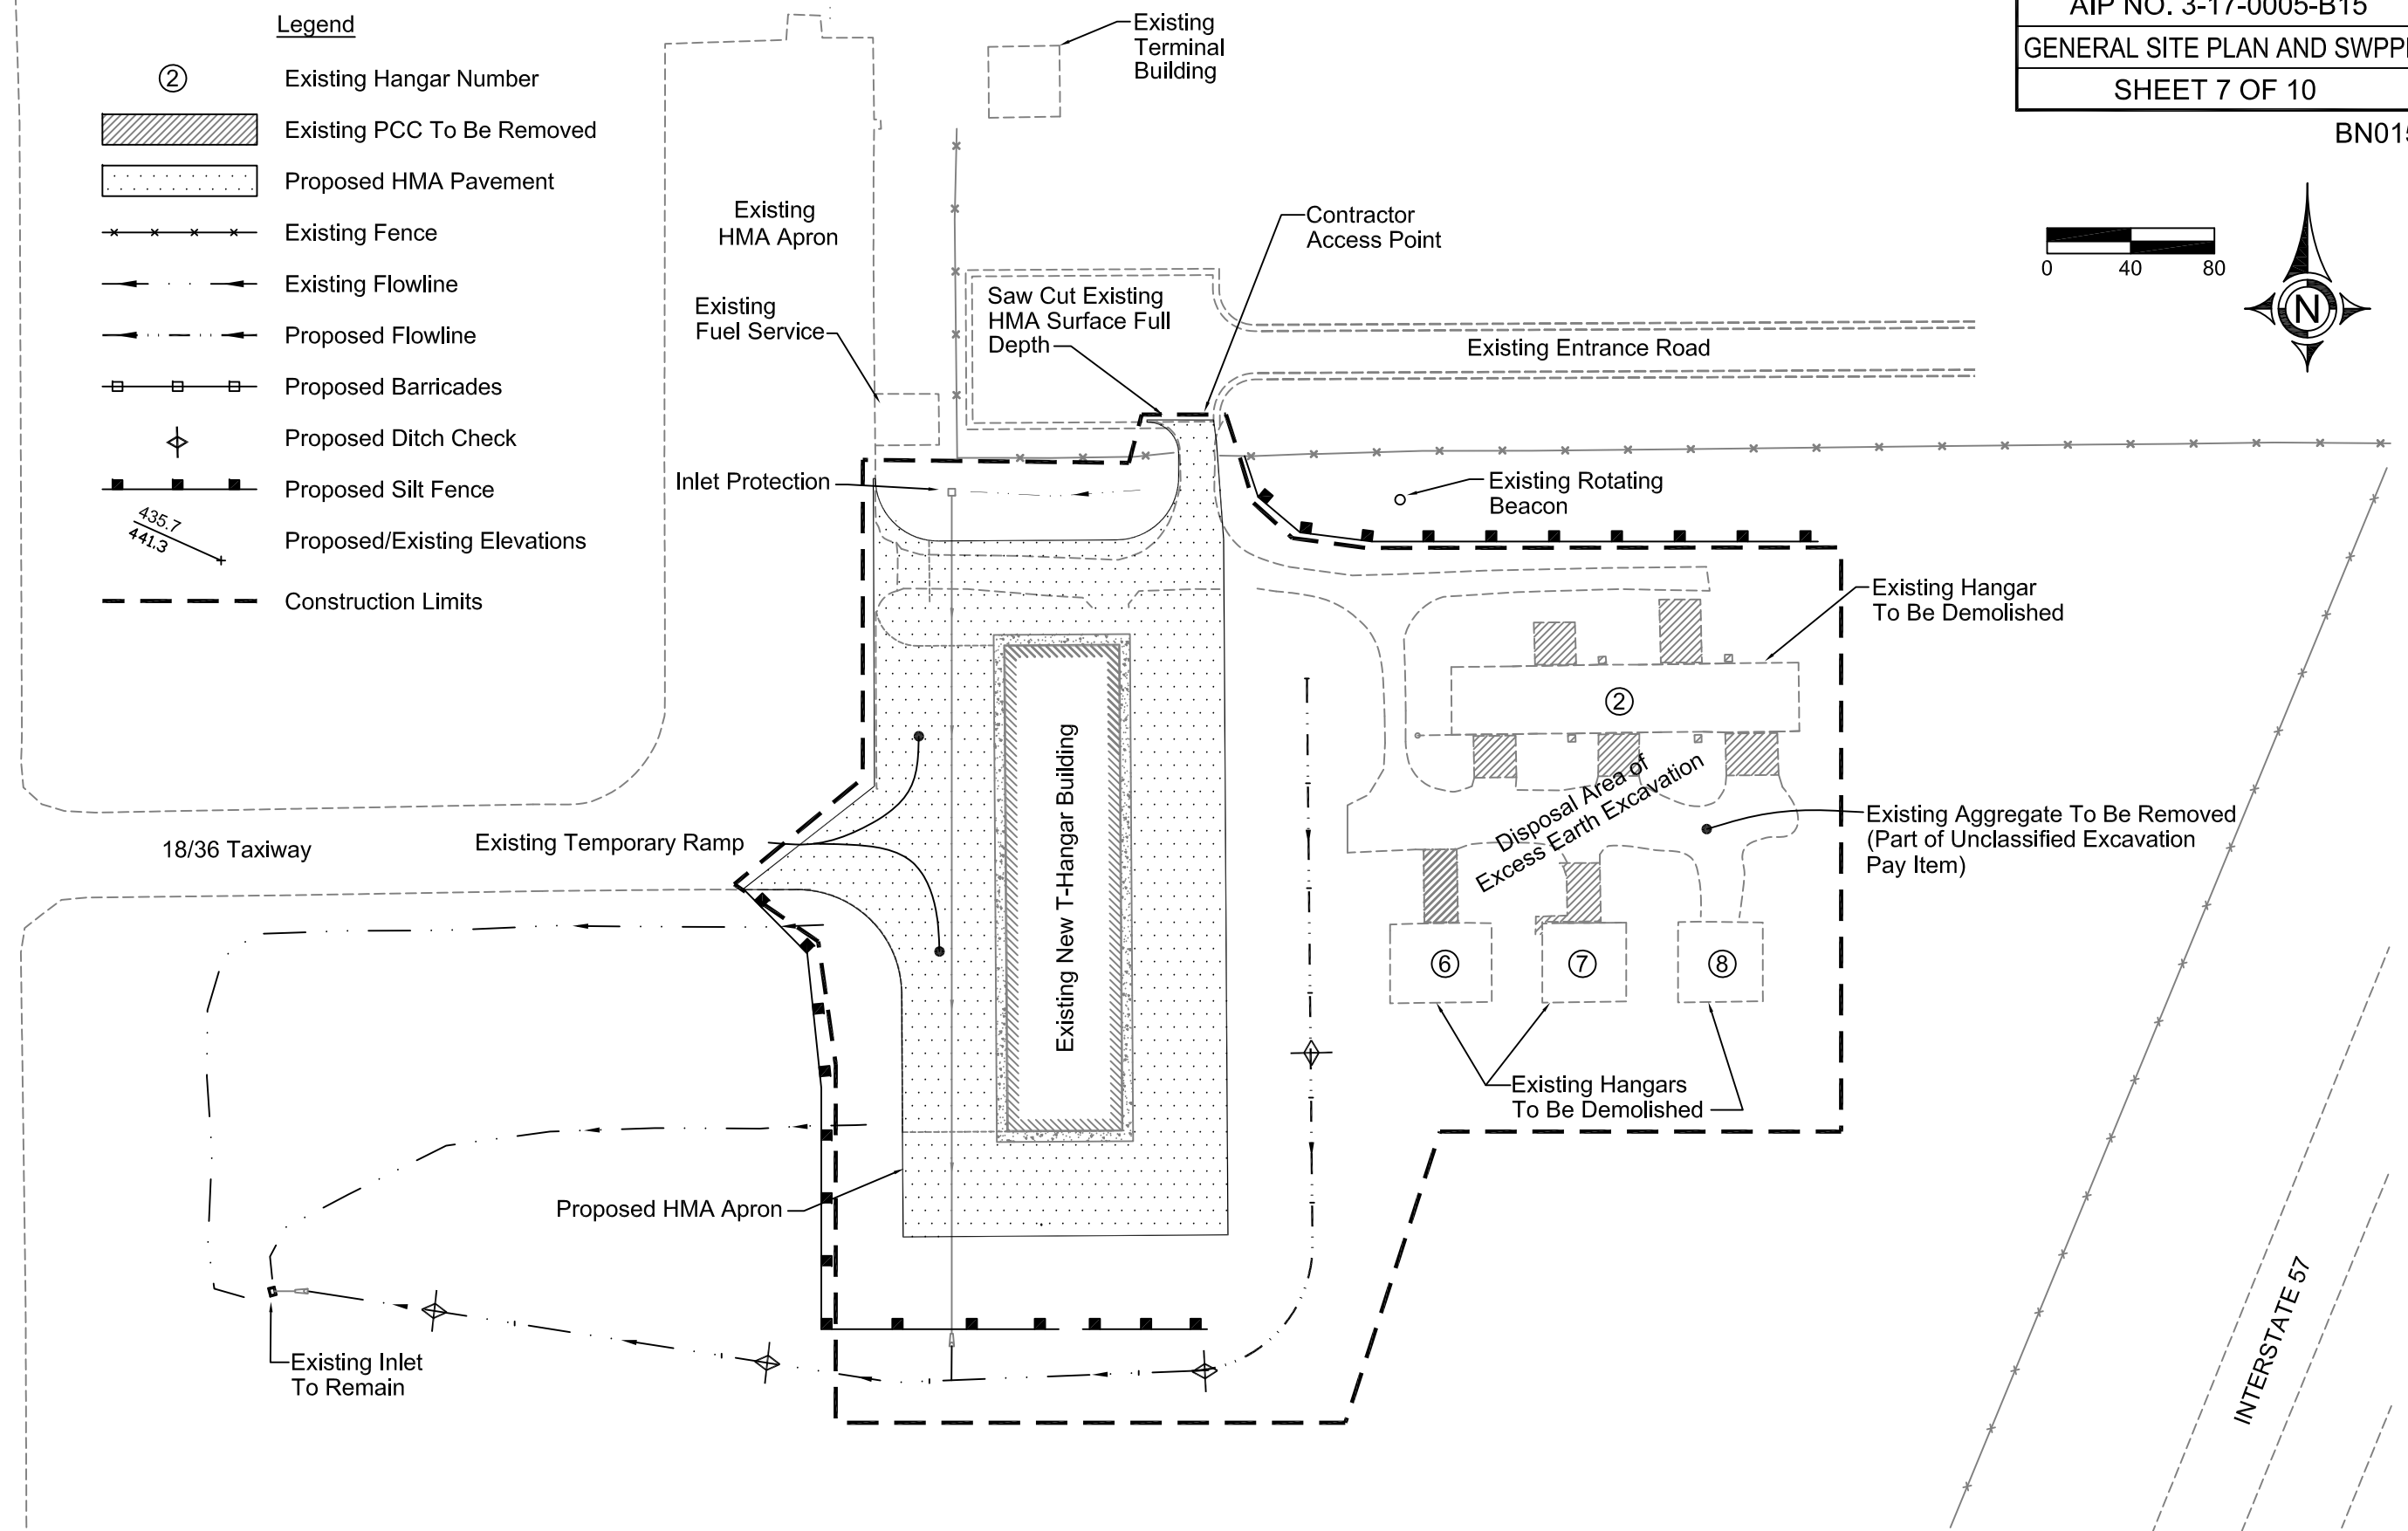 Legend
2
Existing Hangar Number
Existing PCC To Be Removed
Proposed HMA Pavement
Existing Fence
Existing Flowline
Proposed Flowline
Proposed Barricades
Proposed Ditch Check
Proposed Silt Fence
435.7
441.3
Proposed/Existing Elevations
Construction Limits
Existing
Terminal
Building
AIP NO. 3-17-0005-B15
GENERAL SITE PLAN AND SWPPP
SHEET 7 OF 10
BN015
0 40 80
N
Existing
HMA Apron
Contractor
Access Point
Existing
Fuel Service
Saw Cut Existing
HMA Surface Full
Depth
Existing Entrance Road
Inlet Protection
Existing Rotating
Beacon
Existing Hangar
To Be Demolished
2
Existing New T-Hangar Building
Disposal Area of
Excess Earth Excavation
Existing Aggregate To Be Removed
(Part of Unclassified Excavation
Pay Item)
18/36 Taxiway
Existing Temporary Ramp
6
7
8
Existing Hangars
To Be Demolished
Proposed HMA Apron
Existing Inlet
To Remain
INTERSTATE 57